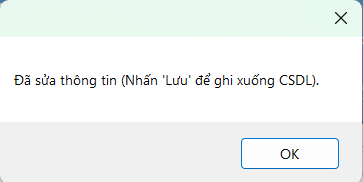 Đã sửa thông tin (Nhấn 'Lưu' để ghi xuống CSDL).
OK